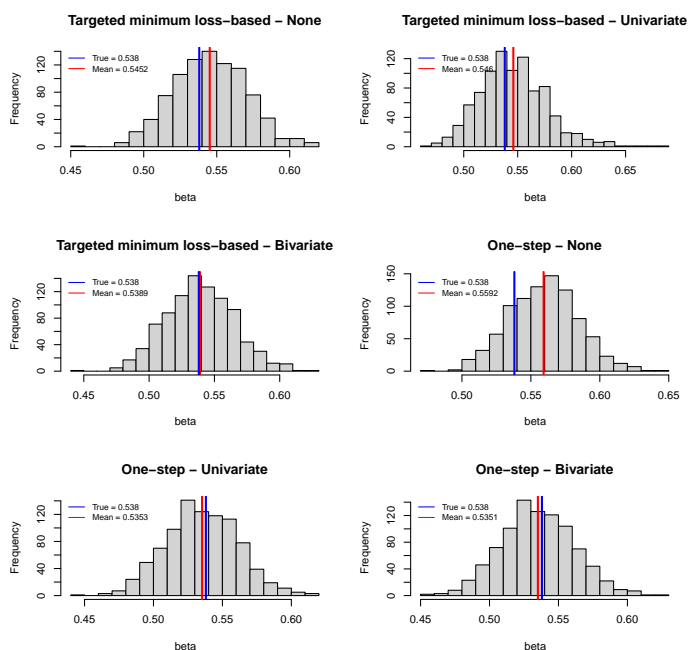 Targeted minimum loss−based − None
True = 0.538
Mean = 0.5452
Frequency
0 40 80 120
0.45 0.50 0.55 0.60
beta
Targeted minimum loss−based − Univariate
True = 0.538
Mean = 0.546
Frequency
0 40 80 120
0.50 0.55 0.60 0.65
beta
Targeted minimum loss−based − Bivariate
True = 0.538
Mean = 0.5389
Frequency
0 40 80 120
0.45 0.50 0.55 0.60
beta
One−step − None
True = 0.538
Mean = 0.5592
Frequency
0 50 100 150
0.50 0.55 0.60 0.65
beta
One−step − Univariate
True = 0.538
Mean = 0.5353
Frequency
0 40 80 120
0.45 0.50 0.55 0.60
beta
One−step − Bivariate
True = 0.538
Mean = 0.5351
Frequency
0 40 80 120
0.45 0.50 0.55 0.60
beta